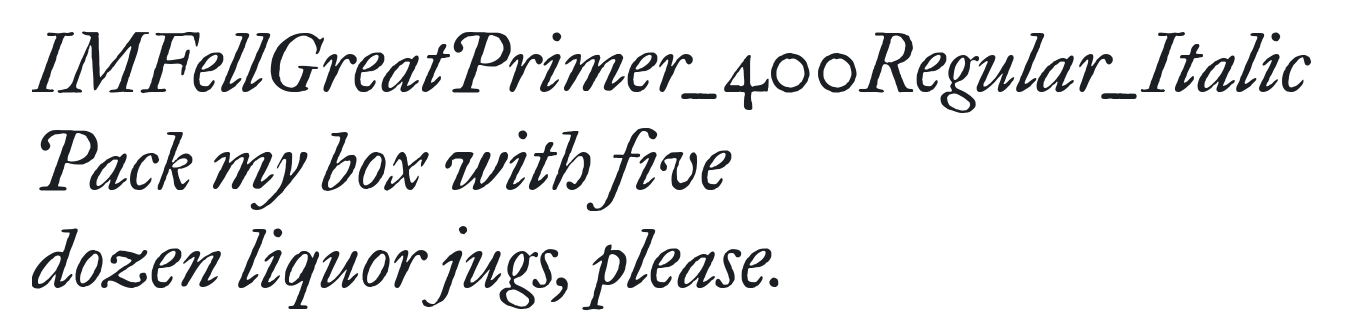 IMFellGreatPrimer_400Regular_Italic
Pack my box with five
dozen liquor jugs, please.